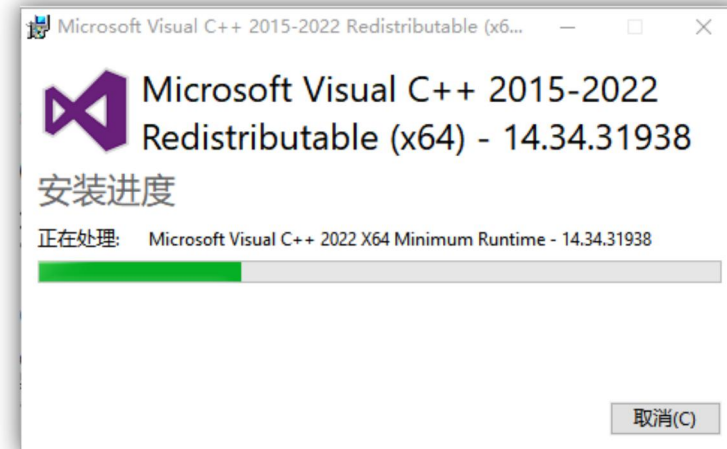 Microsoft Visual C++ 2015-2022 Redistributable (x6...
Microsoft Visual C++ 2015-2022
Redistributable (x64) - 14.34.31938
安装进度
正在处理: Microsoft Visual C++ 2022 X64 Minimum Runtime - 14.34.31938
取消(C)